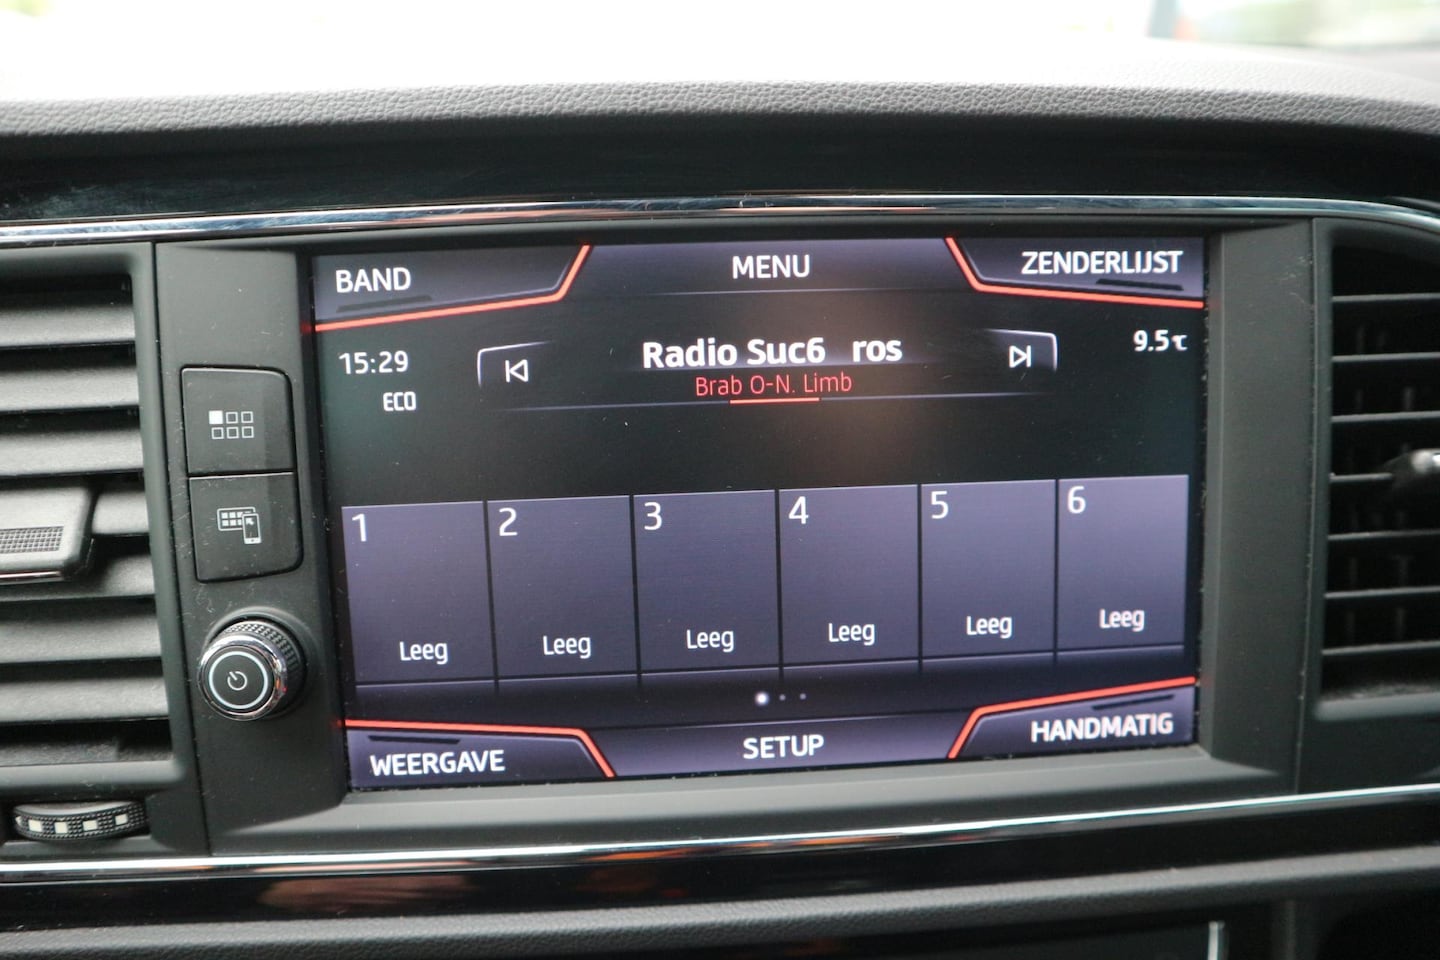 BAND
MENU
ZENDERLIJST
15:29
Radio Suc6 ros
9.5℃
Brab O-N. Limb
ECO
1
2
3
4
5
6
Leeg
Leeg
Leeg
Leeg
Leeg
Leeg
WEERGAVE
SETUP
HANDMATIG